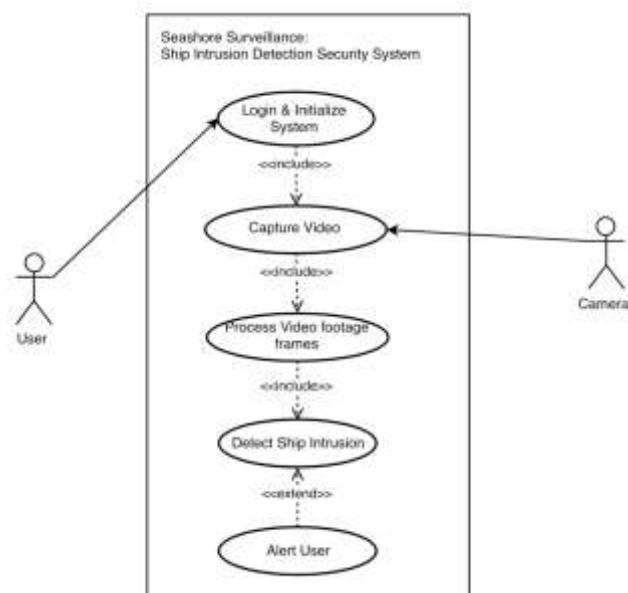 Seashore Surveillance:
Ship Intrusion Detection Security System
Login & Initialize
System
<<include>>
Capture Video
<<include>>
User
Camera
Process Video footage
frames
<<include>>
Detect Ship Intrusion
<<extend>>
Alert User